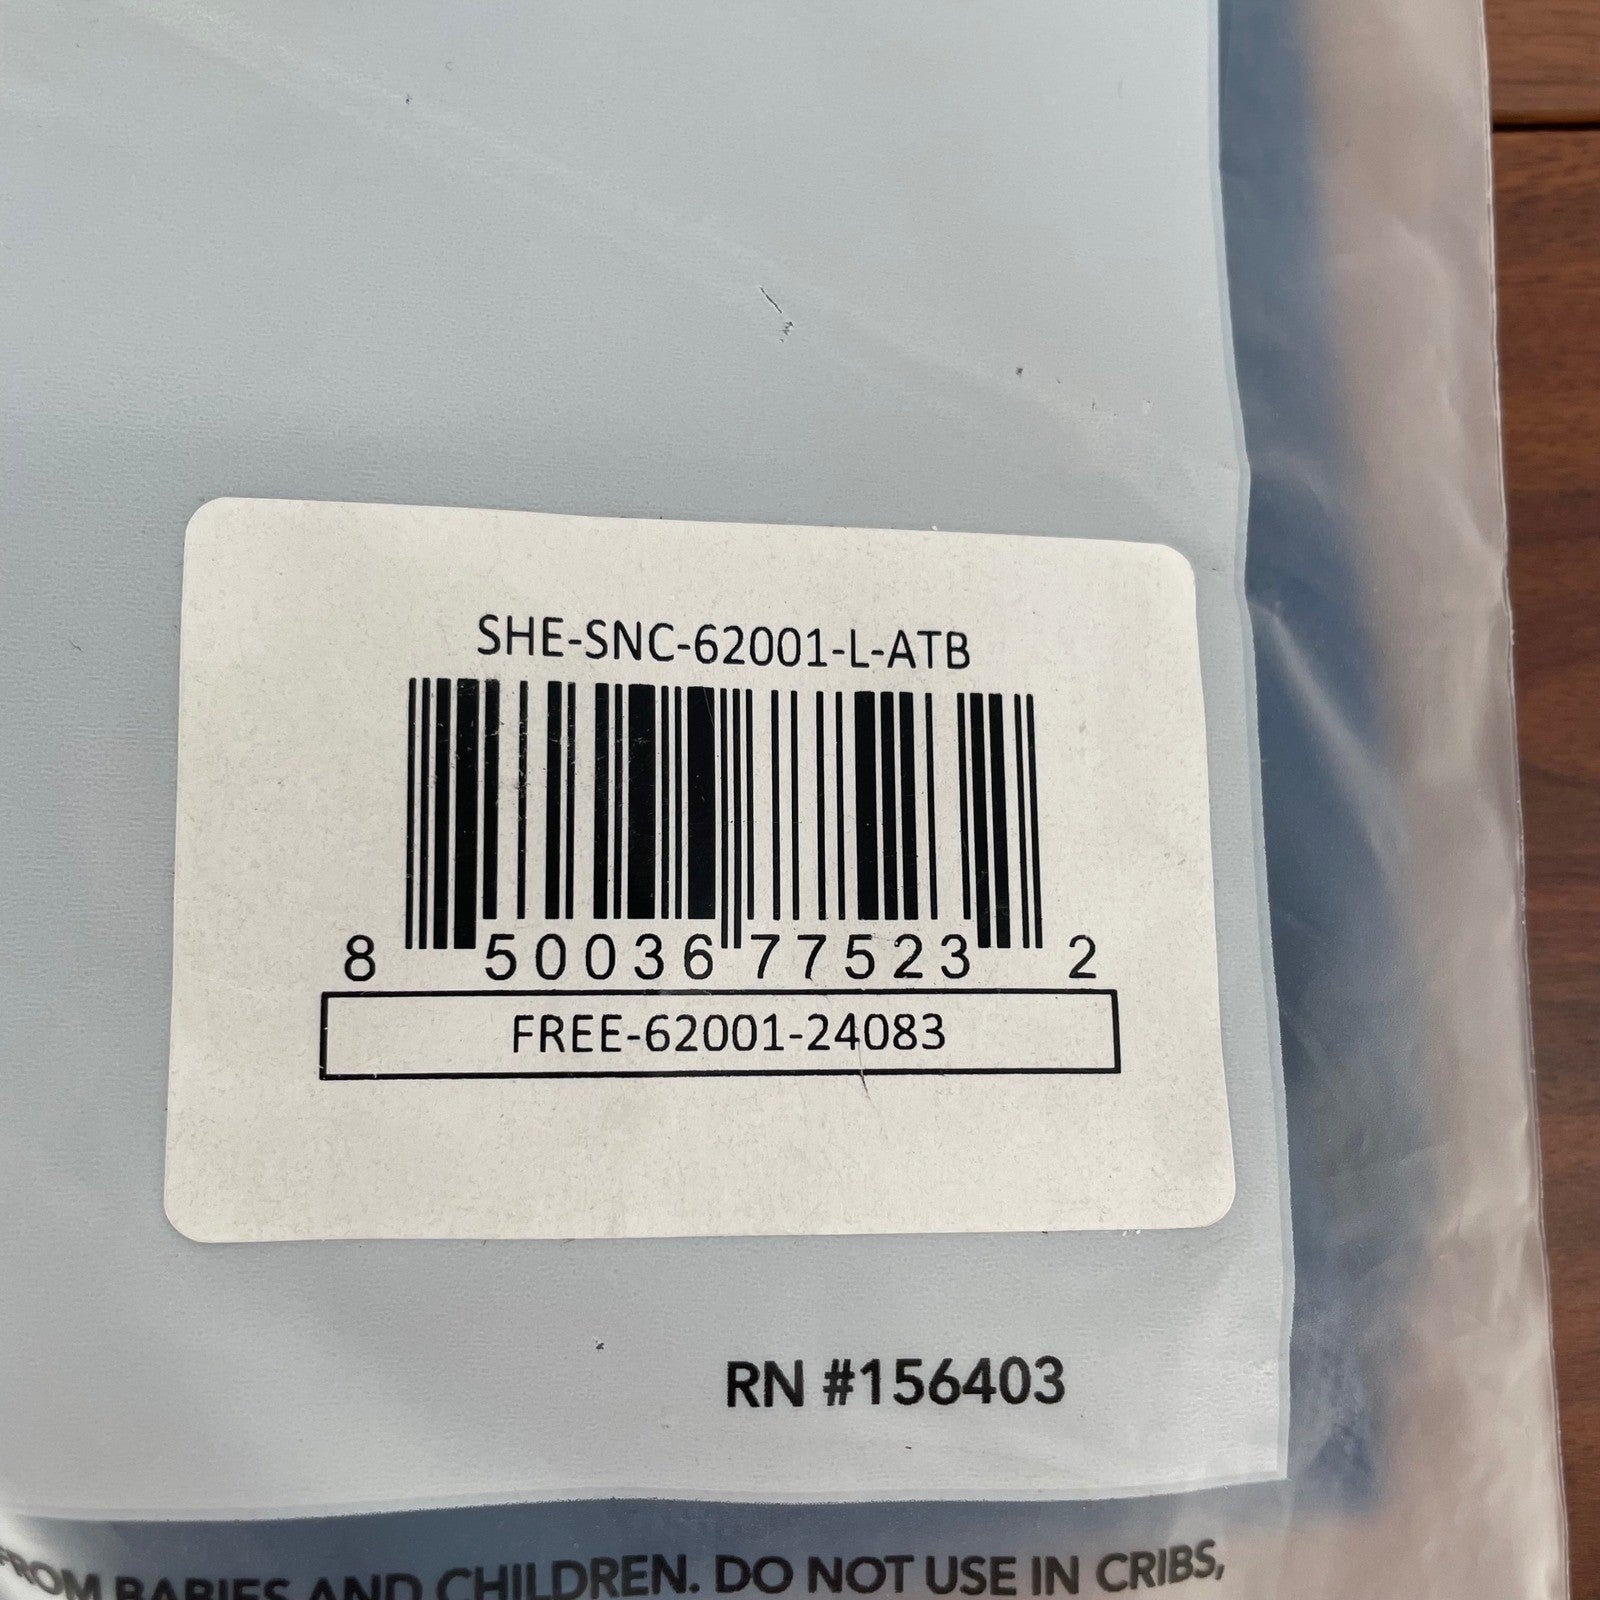 SHE-SNC-62001-L-ATB
8 50036 77523 2
FREE-62001-24083
RN #156403
FROM BABIES AND CHILDREN. DO NOT USE IN CRIBS,